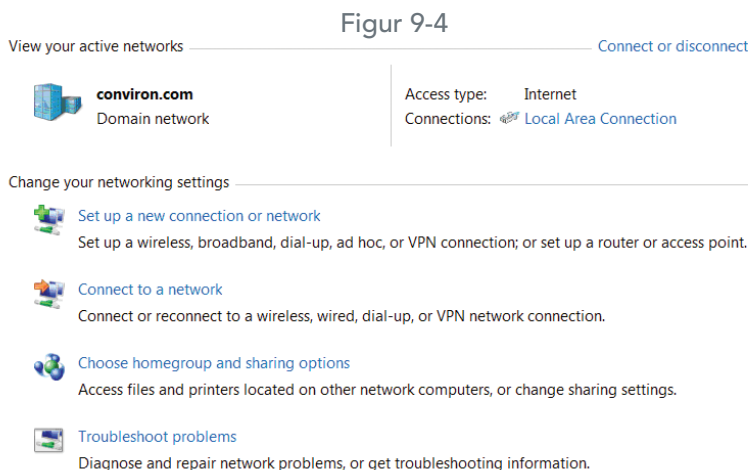 Figur 9-4
View your active networks
Connect or disconnect
conviron.com
Domain network
Access type: Internet
Connections: Local Area Connection
Change your networking settings
Set up a new connection or network
Set up a wireless, broadband, dial-up, ad hoc, or VPN connection; or set up a router or access point.
Connect to a network
Connect or reconnect to a wireless, wired, dial-up, or VPN network connection.
Choose homegroup and sharing options
Access files and printers located on other network computers, or change sharing settings.
Troubleshoot problems
Diagnose and repair network problems, or get troubleshooting information.